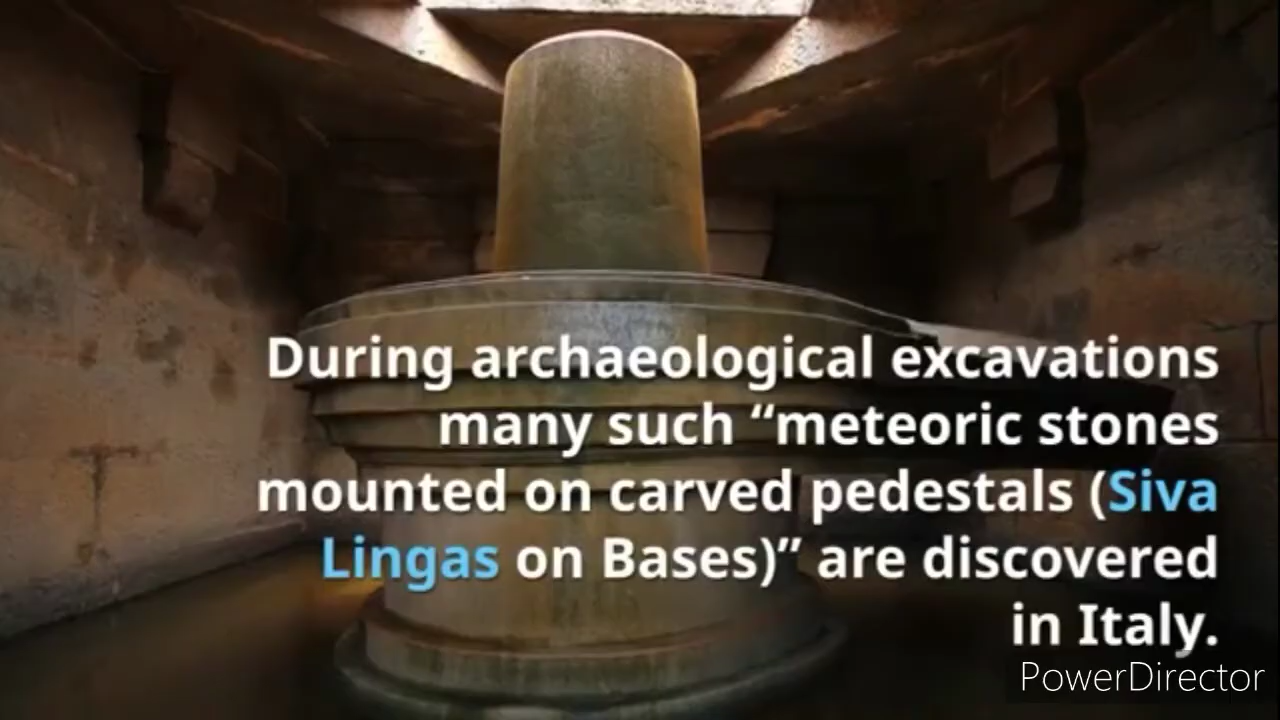 During archaeological excavations
many such “meteoric stones
mounted on carved pedestals (Siva
Lingas on Bases)” are discovered
in Italy.
PowerDirector